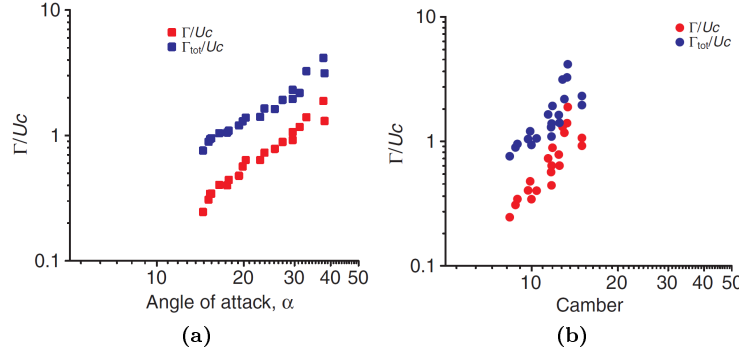 10
1
0.1
Γ/Uc
Γ/Uc
Γtot/Uc
10 20 30 40 50
Angle of attack, α
(a)
10
1
0.1
Γ/Uc
Γ/Uc
Γtot/Uc
10 20 30 50
Camber
(b)